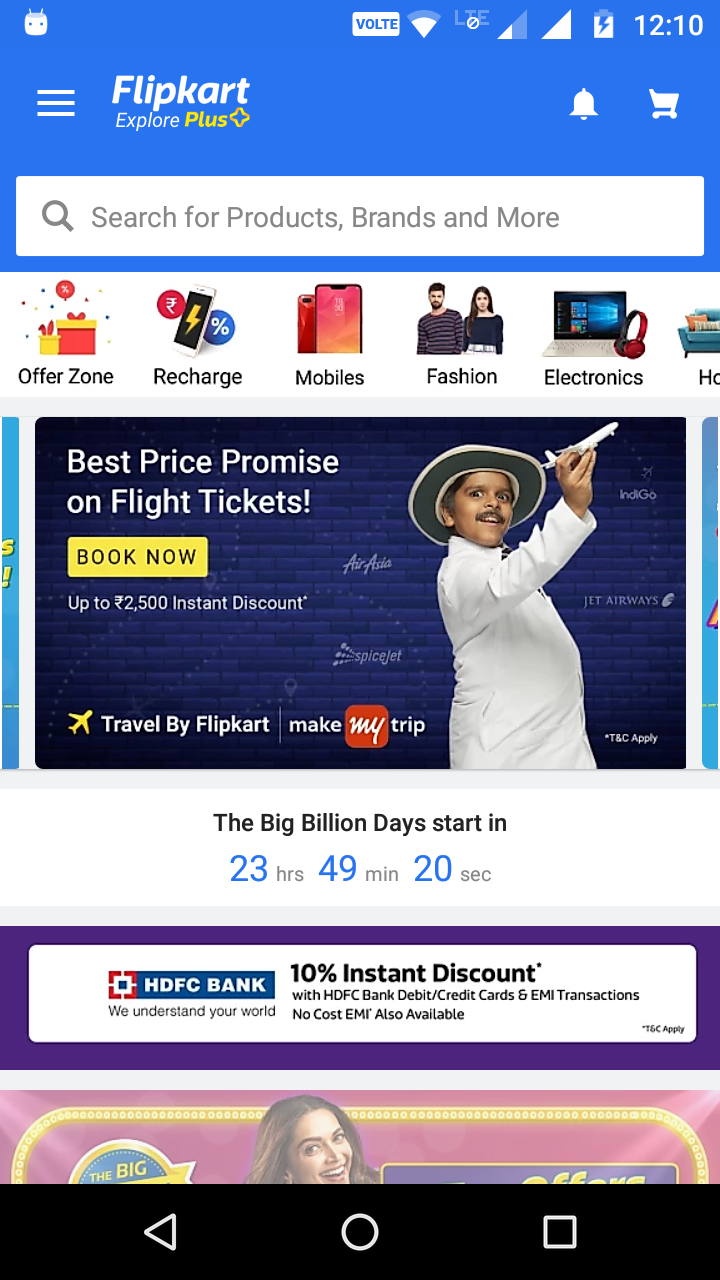 VOLTE LTE 12:10
Flipkart
Explore Plus
Search for Products, Brands and More
₹ %
Offer Zone Recharge Mobiles Fashion Electronics Ho
Best Price Promise
on Flight Tickets!
IndiGo
BOOK NOW
AirAsia
Up to ₹2,500 Instant Discount*
JET AIRWAYS
spicejet
Travel By Flipkart make my trip
*T&C Apply
The Big Billion Days start in
23 hrs 49 min 20 sec
HDFC BANK
We understand your world
10% Instant Discount*
with HDFC Bank Debit/Credit Cards & EMI Transactions
No Cost EMI* Also Available
*T&C Apply
THE BIG
Offers